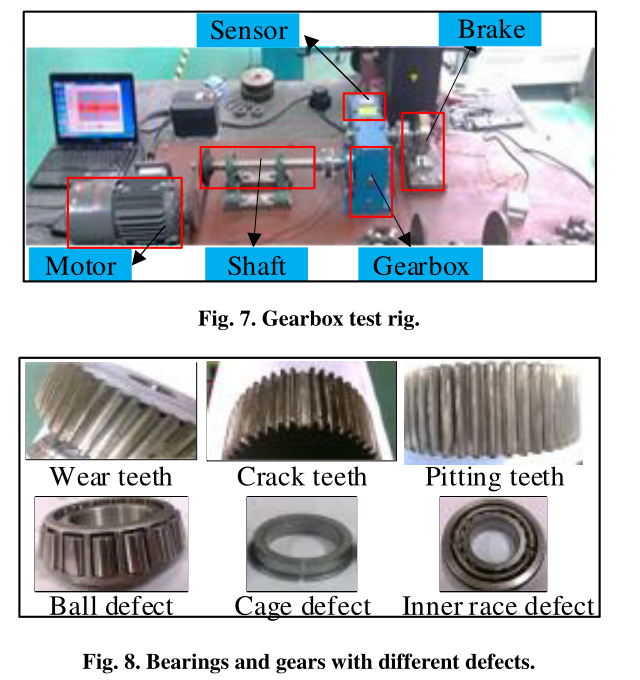 Sensor
Brake
Motor
Shaft
Gearbox
Fig. 7. Gearbox test rig.
Wear teeth
Crack teeth
Pitting teeth
Ball defect
Cage defect
Inner race defect
Fig. 8. Bearings and gears with different defects.